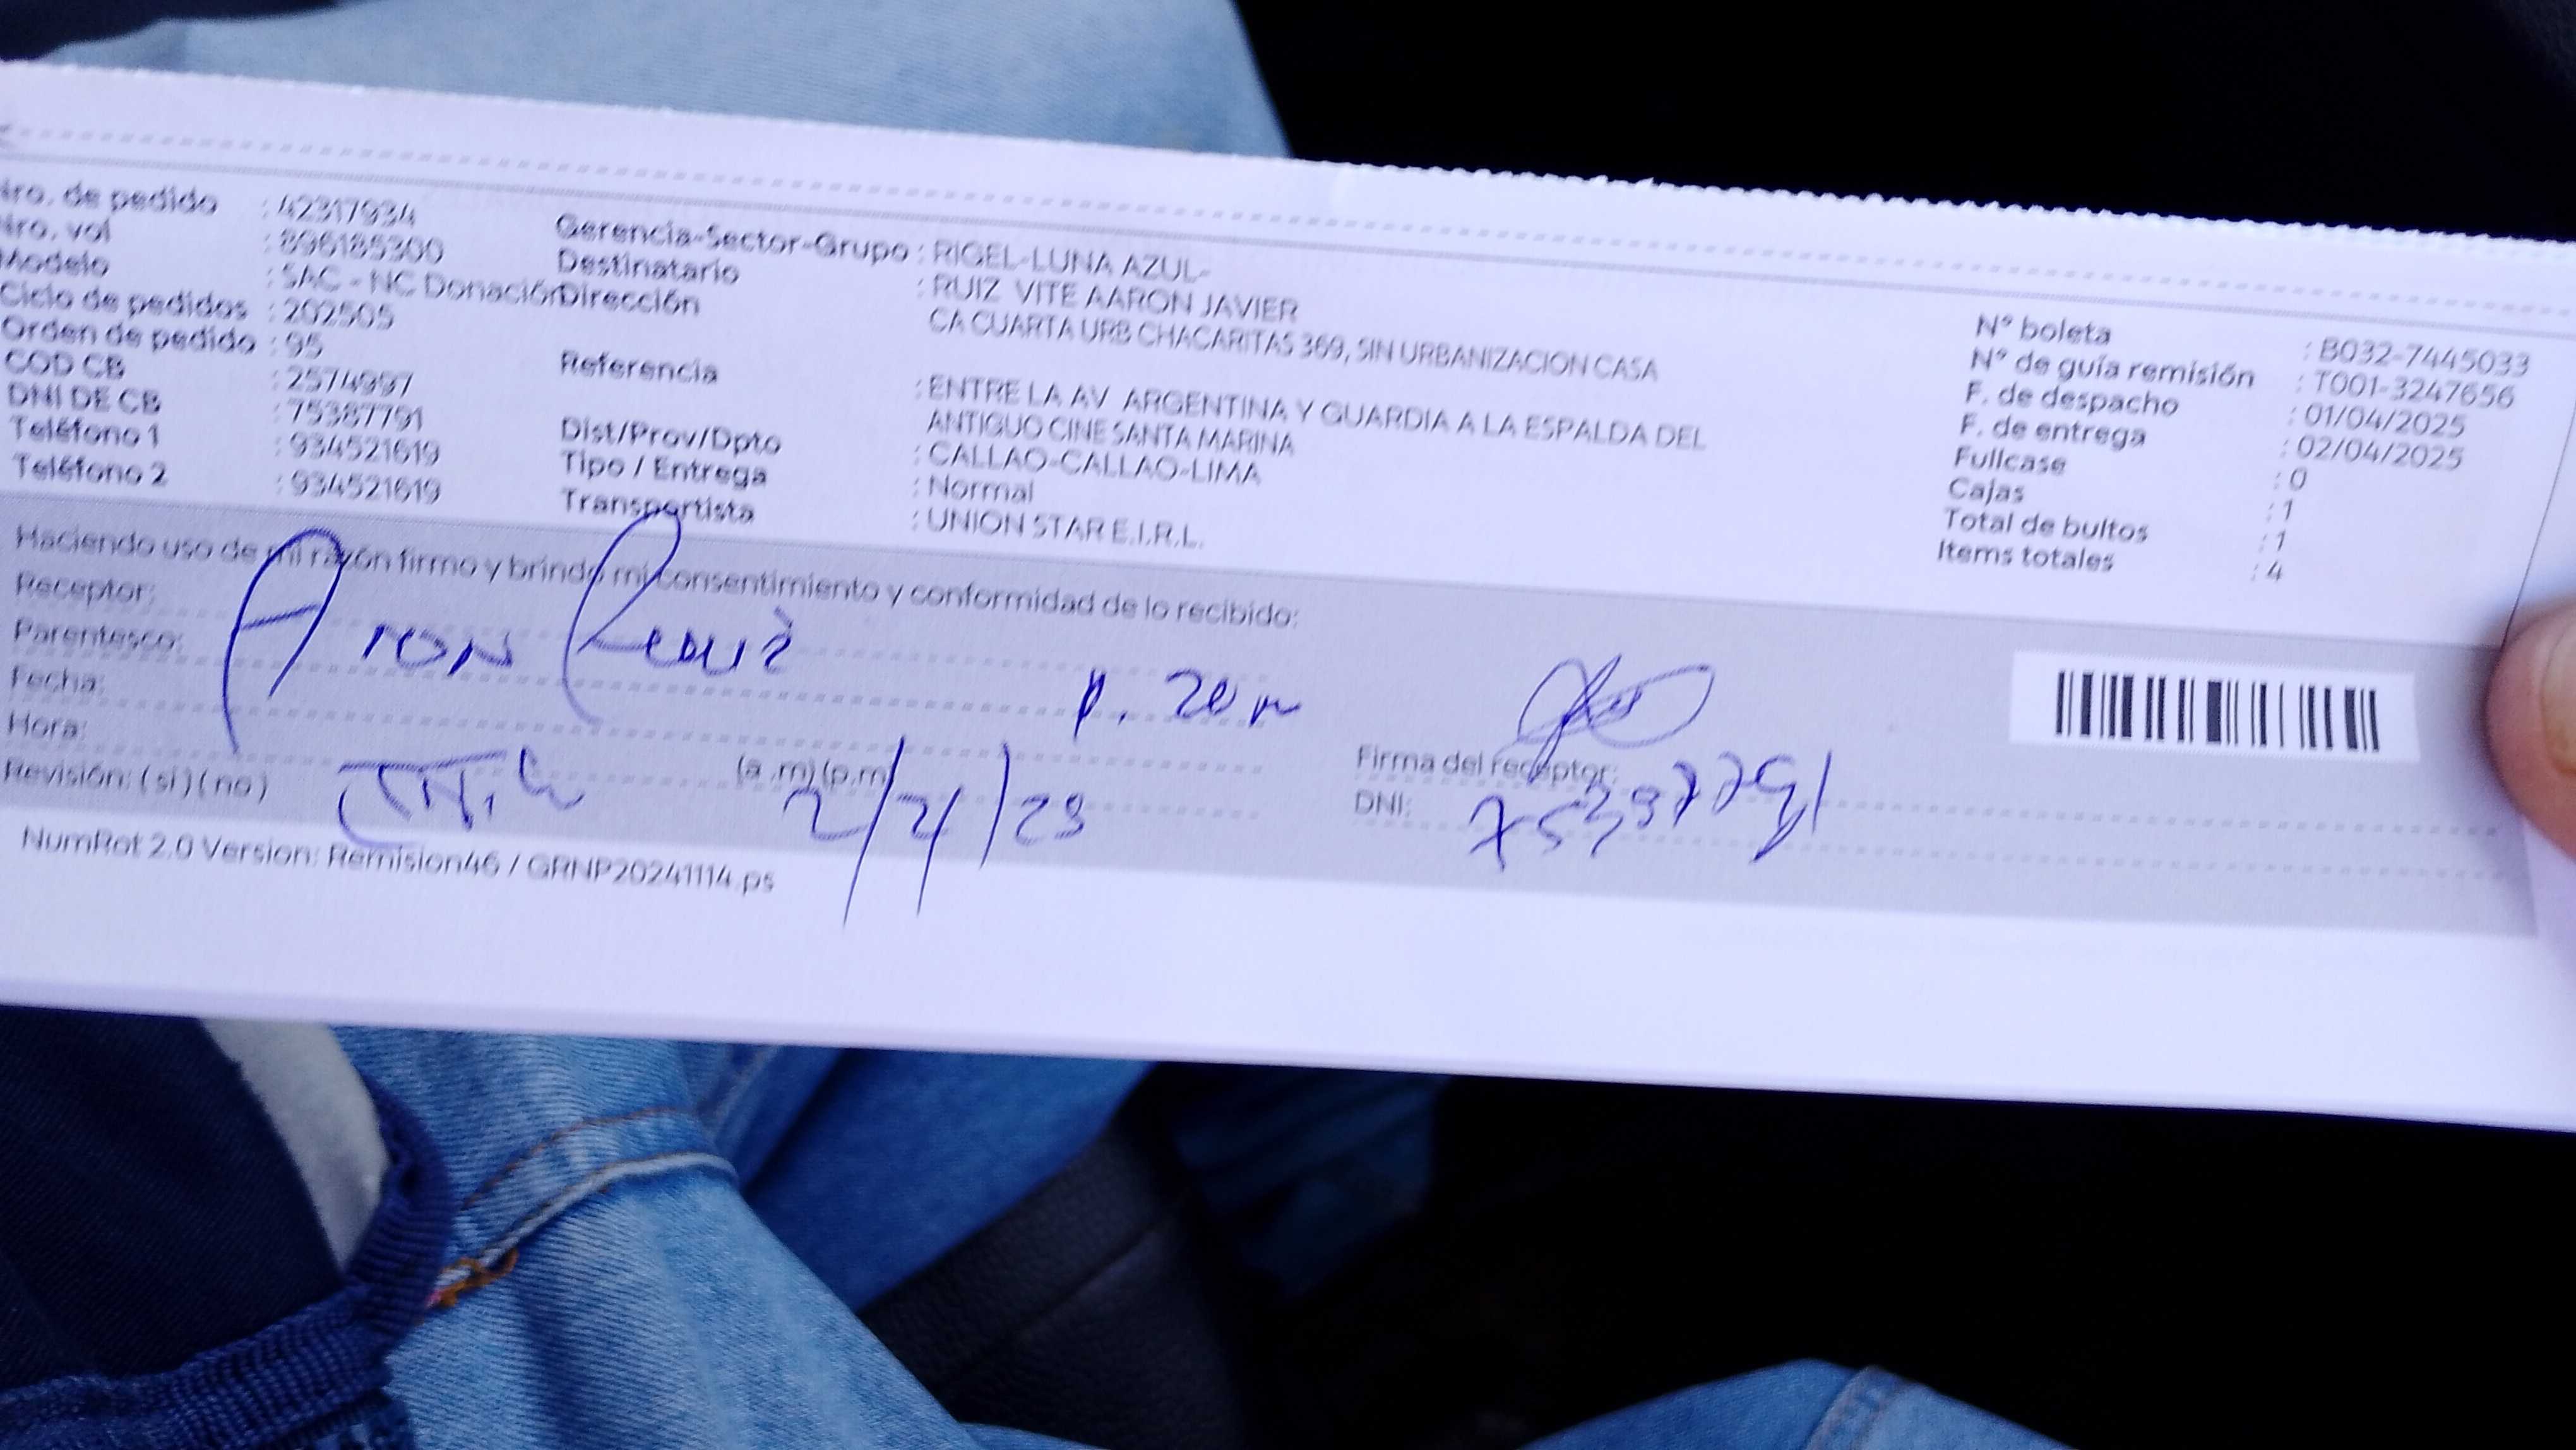 Nro. de pedido : 42317934
Nro. vol : 896185300
Modelo : SAC - NC Donación
Ciclo de pedidos : 202505
Orden de pedido : 95
COD CB : 2574997
DNI DE CB : 75387791
Teléfono 1 : 934521619
Teléfono 2 : 934521619
Gerencia-Sector-Grupo : RIGEL-LUNA AZUL-
Destinatario : RUIZ VITE AARON JAVIER
Dirección : CA CUARTA URB CHACARITAS 369, SIN URBANIZACION CASA
Referencia : ENTRE LA AV ARGENTINA Y GUARDIA A LA ESPALDA DEL
ANTIGUO CINE SANTA MARINA
Dist/Prov/Dpto : CALLAO-CALLAO-LIMA
Tipo / Entrega : Normal
Transportista : UNION STAR E.I.R.L.
N° boleta : B032-7445033
N° de guía remisión : T001-3247656
F. de despacho : 01/04/2025
F. de entrega : 02/04/2025
Fullcase : 0
Cajas : 1
Total de bultos : 1
Items totales : 4
Haciendo uso de mi razón firmo y brindo mi consentimiento y conformidad de lo recibido:
Receptor:
Parentesco:
Fecha:
Hora: (a .m) (p.m
Revisión: (si) (no) 2/4/25
Firma del receptor:
DNI:
NumRot 2.0 Version: Remision46 / GRNP20241114.ps